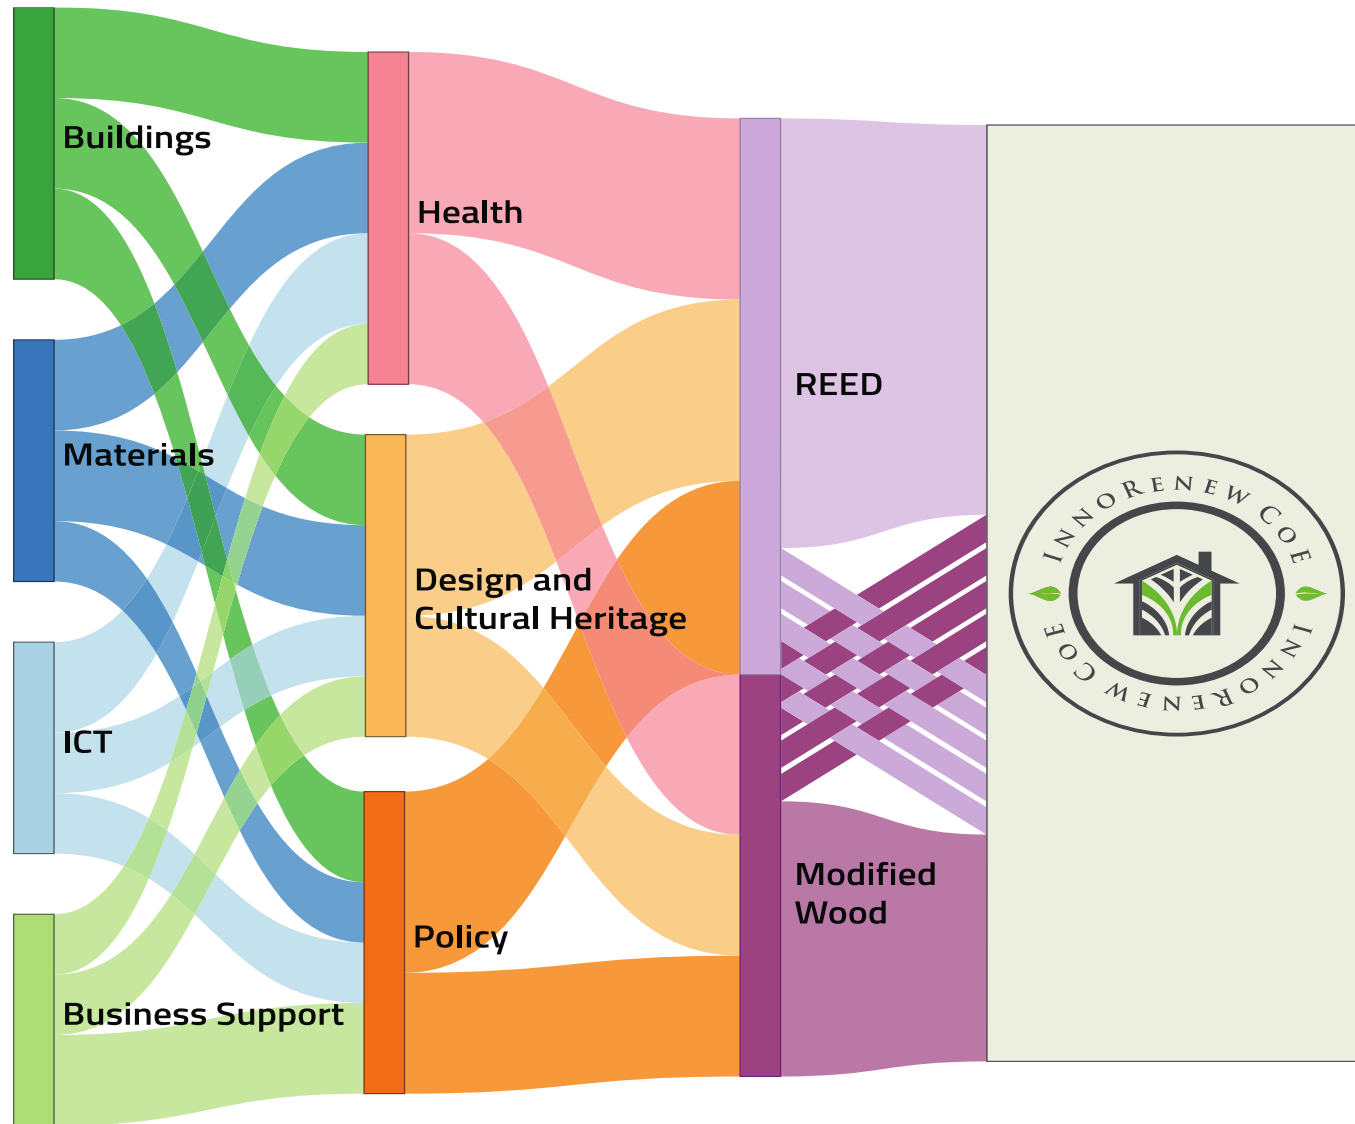 Buildings
Health
REED
Materials
Design and
Cultural Heritage
INNORENEW COE
INNORENEW COE
ICT
Modified
Wood
Policy
Business Support